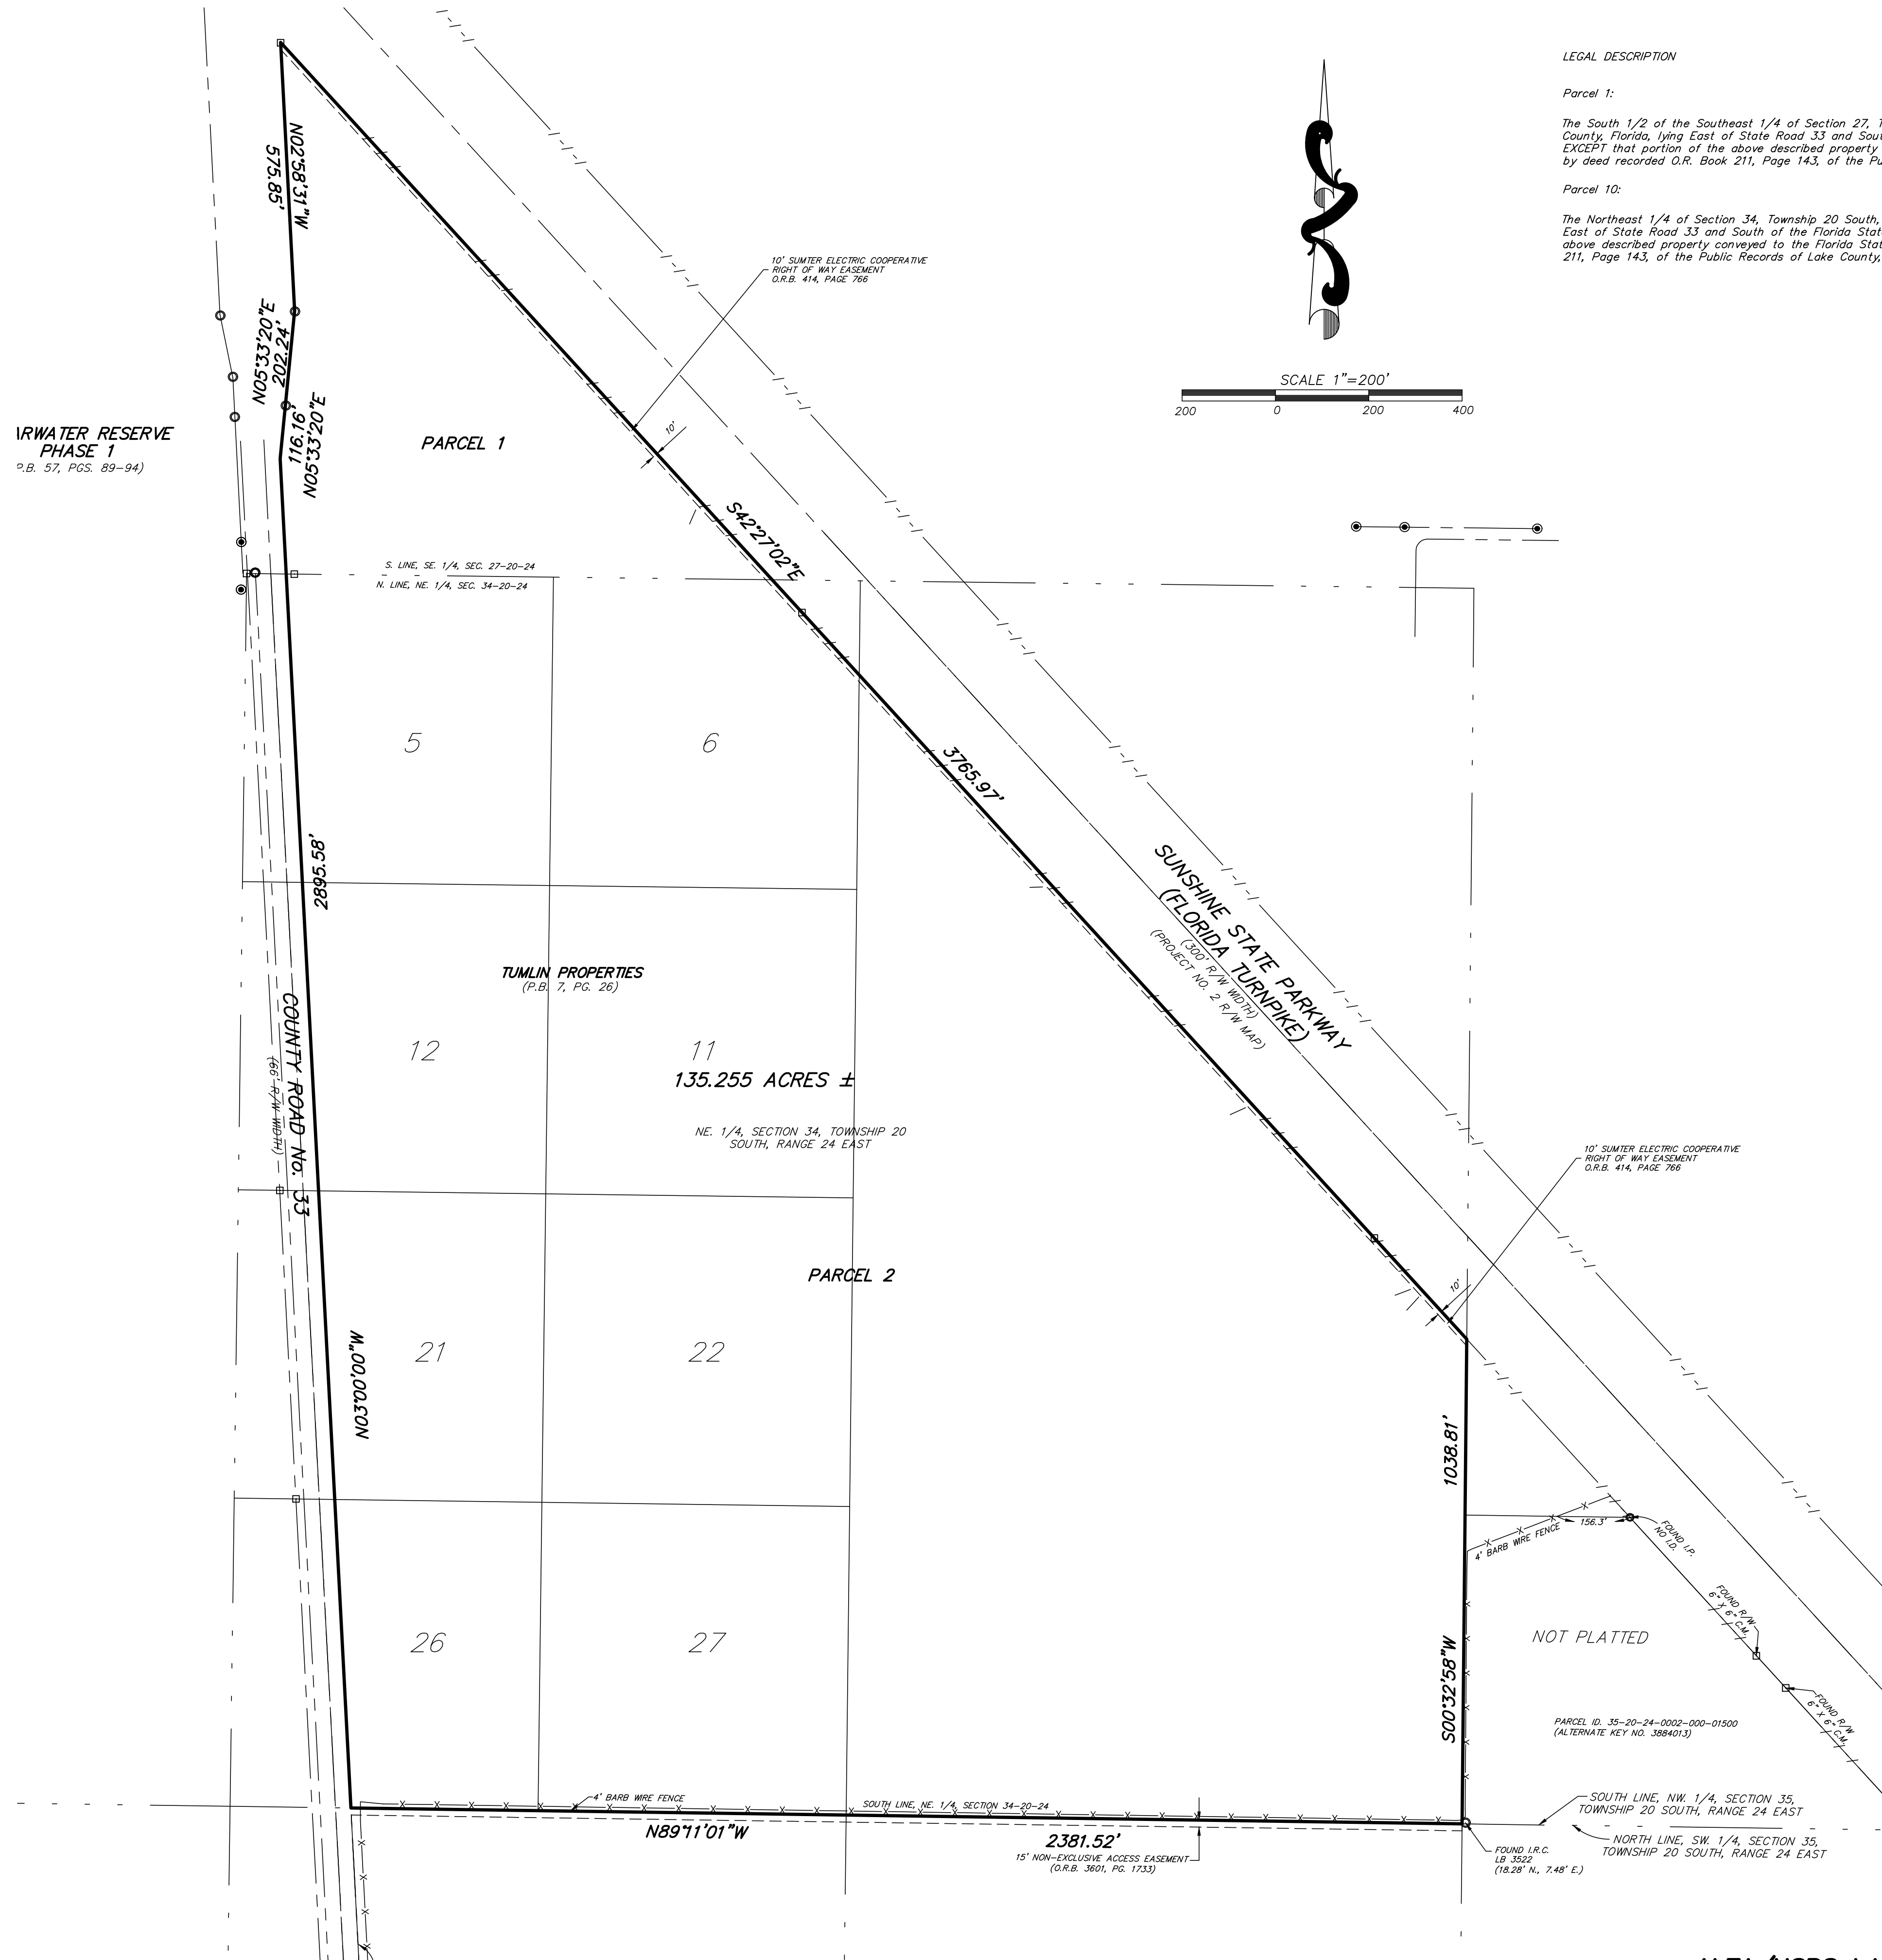 LEGAL DESCRIPTION
Parcel 1:
The South 1/2 of the Southeast 1/4 of Section 27,
County, Florida, lying East of State Road 33 and
EXCEPT that portion of the above described property
by deed recorded O.R. Book 211, Page 143, of the
Parcel 10:
The Northeast 1/4 of Section 34, Township 20 South,
East of State Road 33 and South of the Florida
above described property conveyed to the Florida
211, Page 143, of the Public Records of Lake County,
SCALE 1"=200'
200 0 200 400
N02°58'31"W
575.85'
10' SUMTER ELECTRIC COOPERATIVE
RIGHT OF WAY EASEMENT
O.R.B. 414, PAGE 766
N05°33'20"E
202.24'
116.16'
N05°33'20"E
RESERVE
PHASE 1
57, PGS. 89-94)
PARCEL 1
10'
S42°27'02"E
S. LINE, SE. 1/4, SEC. 27-20-24
N. LINE, NE. 1/4, SEC. 34-20-24
5
6
3765.97'
2895.58'
SUNSHINE STATE PARKWAY
(FLORIDA TURNPIKE)
(300' R/W WIDTH)
(PROJECT NO. 2 R/W MAP)
TUMLIN PROPERTIES
(P.B. 7, PG. 26)
COUNTY ROAD No. 33
(66' R/W WIDTH)
12
11
135.255 ACRES ±
NE. 1/4, SECTION 34, TOWNSHIP 20
SOUTH, RANGE 24 EAST
10' SUMTER ELECTRIC COOPERATIVE
RIGHT OF WAY EASEMENT
O.R.B. 414, PAGE 766
PARCEL 2
10'
21
22
N03°00'00"W
1038.81'
156.3'
4' BARB WIRE FENCE
FOUND I.P.
NO I.D.
FOUND R/W
6" X 6" C.M.
26
27
NOT PLATTED
S00°32'58"W
FOUND R/W
6" X 6" C.M.
PARCEL ID. 35-20-24-0002-000-01500
(ALTERNATE KEY NO. 3884013)
4' BARB WIRE FENCE
SOUTH LINE, NE. 1/4, SECTION 34-20-24
SOUTH LINE, NW. 1/4, SECTION 35,
TOWNSHIP 20 SOUTH, RANGE 24 EAST
N89°11'01"W
2381.52'
15' NON-EXCLUSIVE ACCESS EASEMENT
(O.R.B. 3601, PG. 1733)
NORTH LINE, SW. 1/4, SECTION 35,
TOWNSHIP 20 SOUTH, RANGE 24 EAST
FOUND I.R.C.
LB 3522
(18.28' N., 7.48' E.)